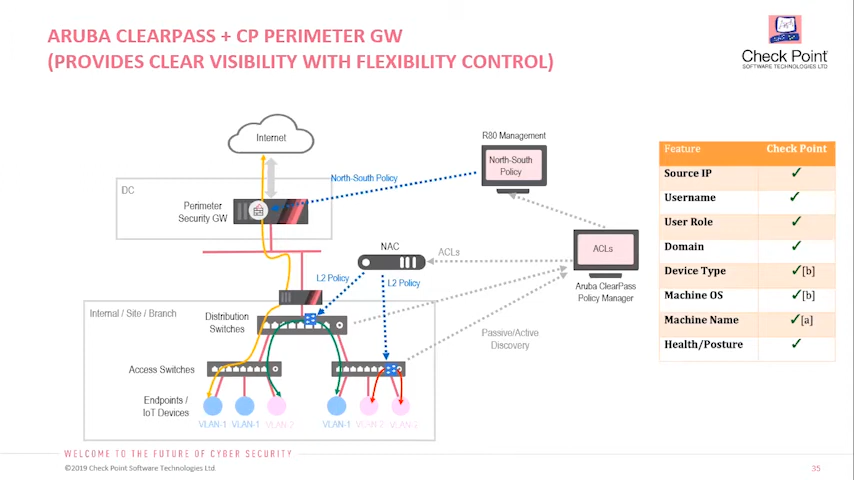 ARUBA CLEARPASS + CP PERIMETER GW
(PROVIDES CLEAR VISIBILITY WITH FLEXIBILITY CONTROL)
Check Point
SOFTWARE TECHNOLOGIES LTD
Internet
R80 Management
North-South
Policy
North-South Policy
DC
Perimeter
Security GW
NAC
ACLs
ACLs
L2 Policy
L2 Policy
Aruba ClearPass
Policy Manager
Internal / Site / Branch
Distribution
Switches
Passive/Active
Discovery
Access Switches
Endpoints /
IoT Devices
VLAN-1 VLAN-1 VLAN-2 VLAN-1 VLAN-2 VLAN-2
Feature Check Point
Source IP ✓
Username ✓
User Role ✓
Domain ✓
Device Type ✓[b]
Machine OS ✓[b]
Machine Name ✓[a]
Health/Posture ✓
WELCOME TO THE FUTURE OF CYBER SECURITY
©2019 Check Point Software Technologies Ltd.
35